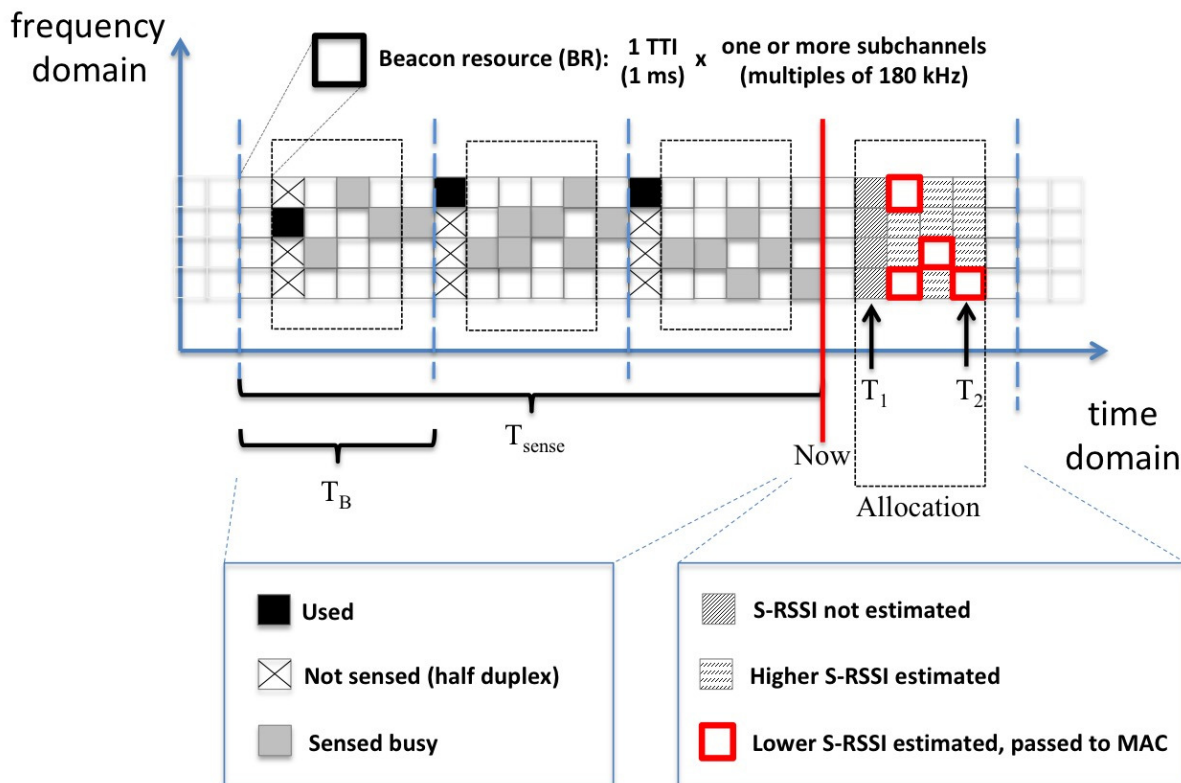 frequency
domain
Beacon resource (BR): 1 TTI (1 ms) x one or more subchannels (multiples of 180 kHz)
T1
T2
Tsense
TB
Now
Allocation
time
domain
Used
Not sensed (half duplex)
Sensed busy
S-RSSI not estimated
Higher S-RSSI estimated
Lower S-RSSI estimated, passed to MAC